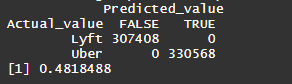 Predicted_value
Actual_value FALSE TRUE
Lyft 307408 0
Uber 0 330568
[1] 0.4818488